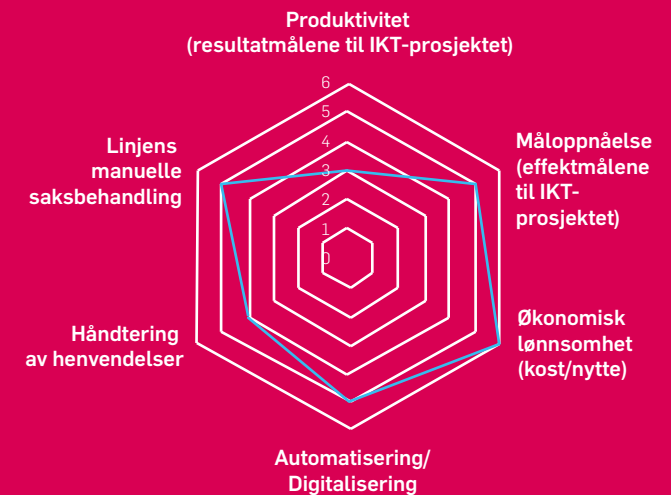 Produktivitet
(resultatmålene til IKT-prosjektet)
6
5
4
3
2
1
0
Måloppnåelse
(effektmålene
til IKT-
prosjektet)
Økonomisk
lønnsomhet
(kost/nytte)
Automatisering/
Digitalisering
Håndtering
av henvendelser
Linjens
manuelle
saksbehandling